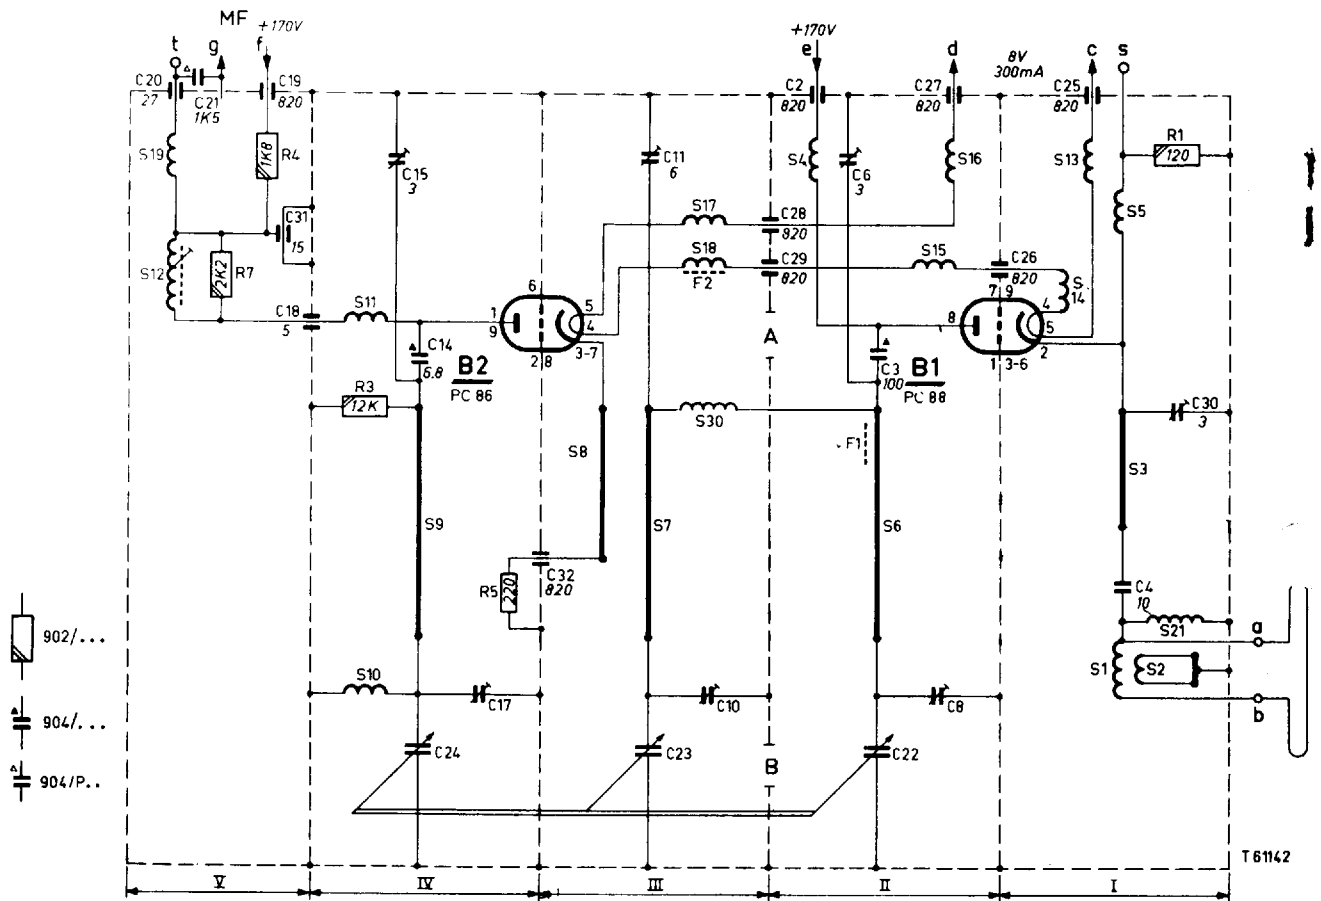 MF
+170V
t
g
f
+170V
e
d
8V
300mA
c
s
C20
27
C21
1K5
C19
820
C2
820
C27
820
C25
820
S19
1K8
R4
C15
3
C11
6
S4
C6
3
S16
S13
R1
120
S5
C31
15
S17
C28
820
S12
2K2
R7
S18
F2
C29
820
S15
C26
820
S
14
C18
5
S11
1
9
6
5
4
3-7
2
8
7
9
8
4
5
2
1
3-6
C14
6.8
B2
PC 86
A
C3
100
B1
PC 88
R3
12K
S30
F1
C30
3
S8
S3
S9
S7
S6
R5
220
C32
820
C4
10
S21
a
S1
S2
b
902/...
904/...
904/P..
S10
C17
C10
C8
C24
C23
B
C22
T 61142
V
IV
III
II
I